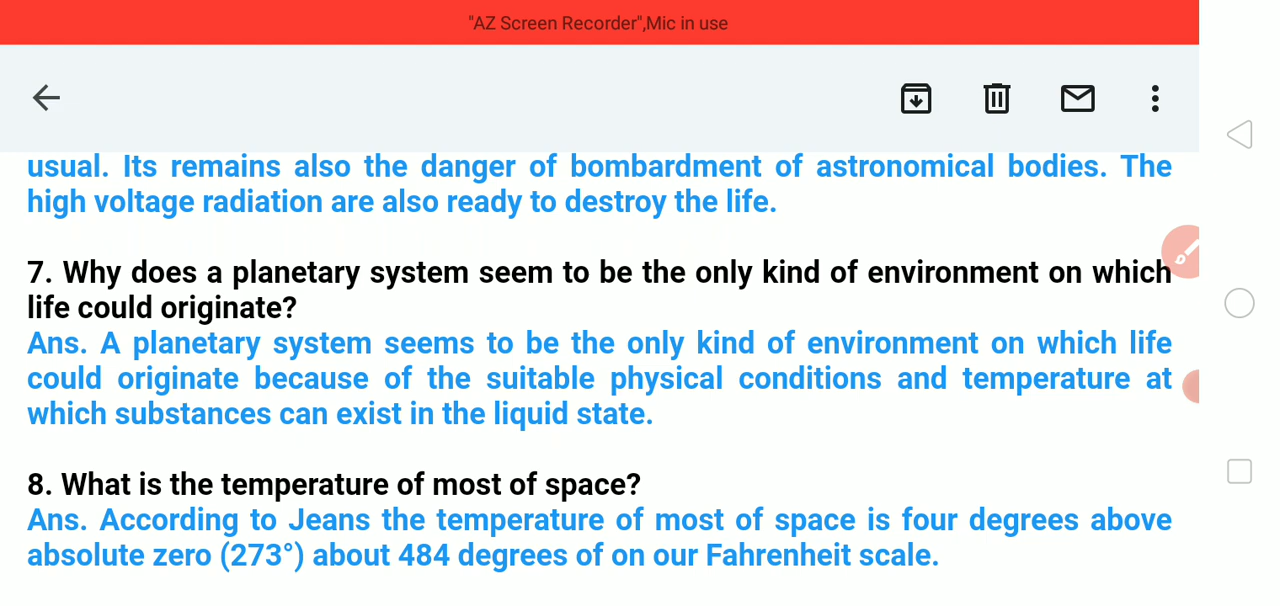 "AZ Screen Recorder",Mic in use
usual. Its remains also the danger of bombardment of astronomical bodies. The
high voltage radiation are also ready to destroy the life.
7. Why does a planetary system seem to be the only kind of environment on which
life could originate?
Ans. A planetary system seems to be the only kind of environment on which life
could originate because of the suitable physical conditions and temperature at
which substances can exist in the liquid state.
8. What is the temperature of most of space?
Ans. According to Jeans the temperature of most of space is four degrees above
absolute zero (273°) about 484 degrees of on our Fahrenheit scale.